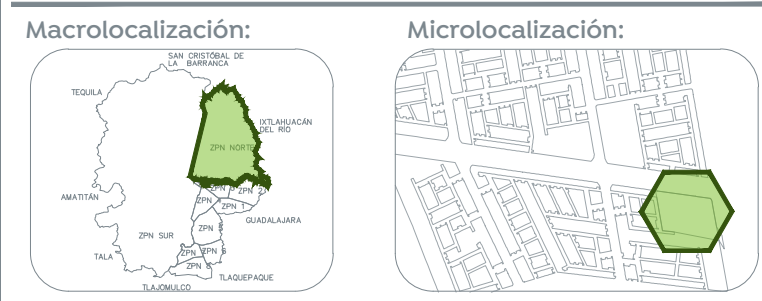 Macrolocalización:
Microlocalización:
SAN CRISTÓBAL DE
LA BARRANCA
TEQUILA
IXTLAHUACÁN
DEL RÍO
ZPN NORTE
ZPN 2
AMATITÁN
ZPN
ZPN 1
GUADALAJARA
ZPN SUR
ZPN
TALA
ZPN
ZPN 6
ZPN 8
TLAQUEPAQUE
TLAJOMULCO